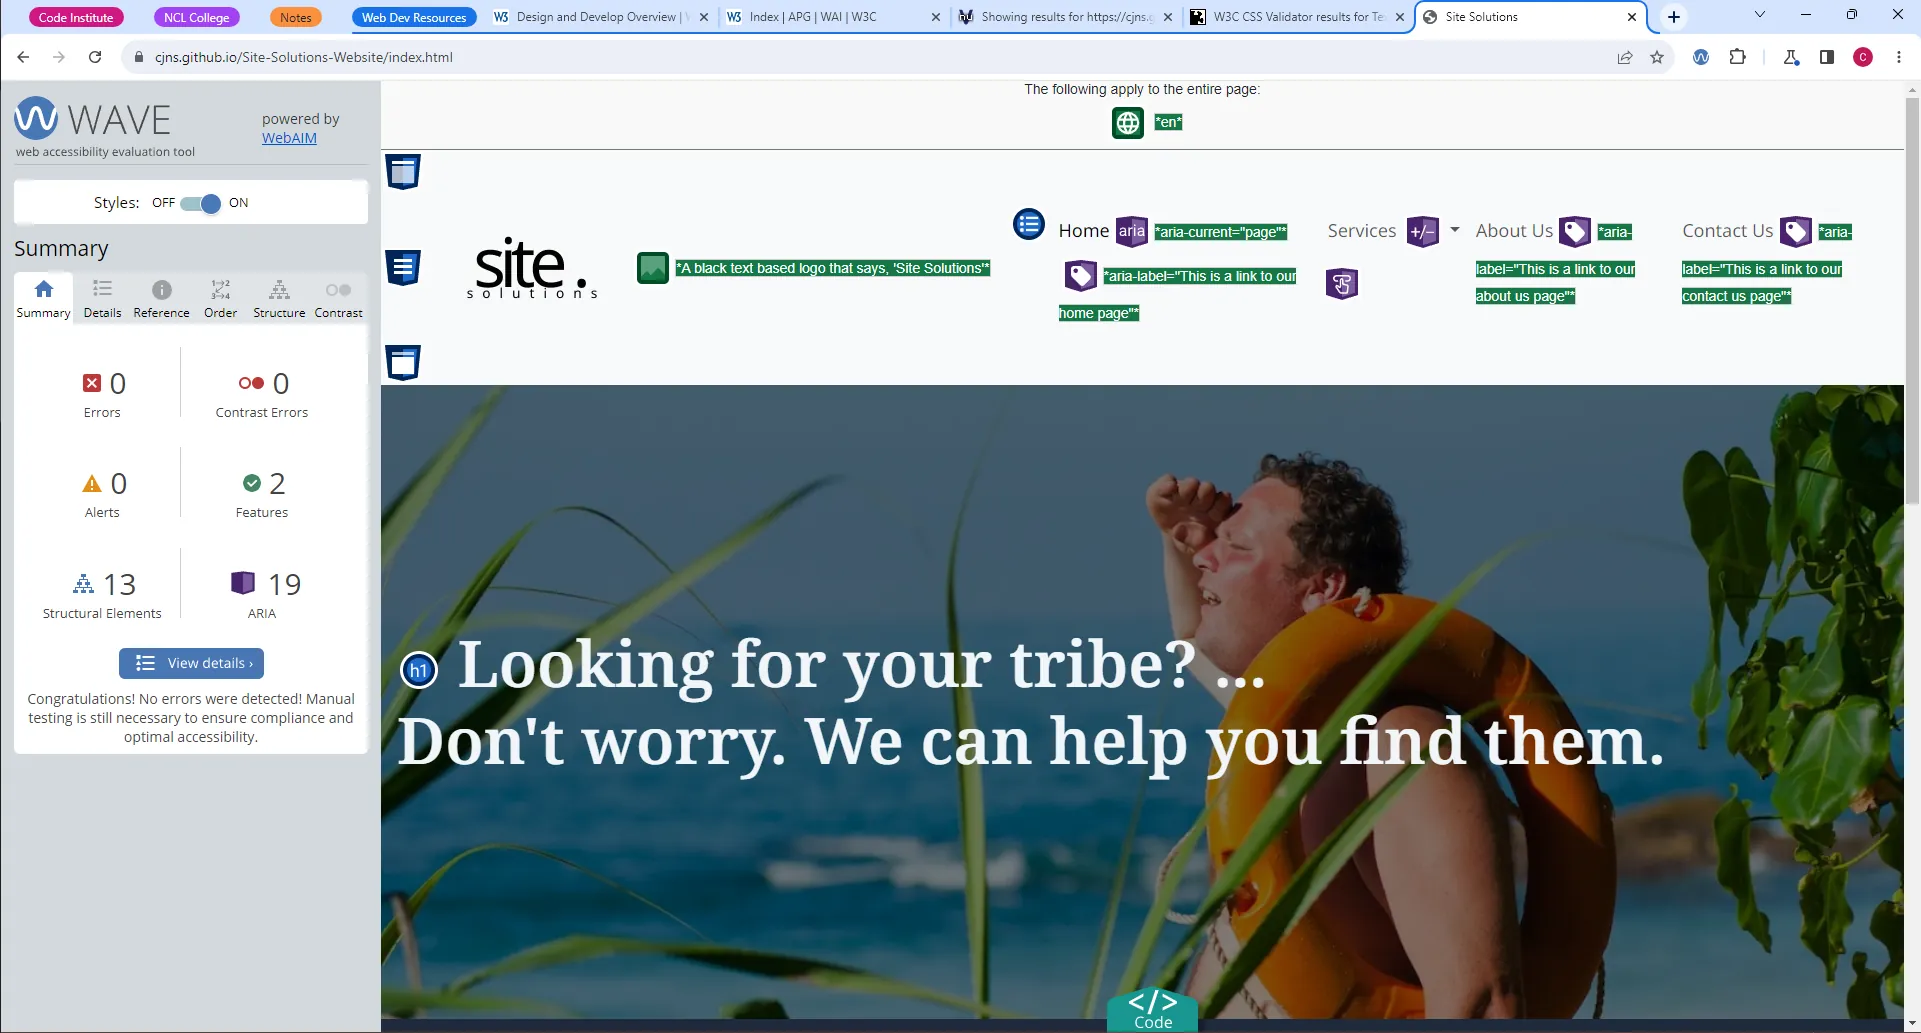 Code Institute
NCL College
Notes
Web Dev Resources
Design and Develop Overview |
Index | APG | WAI | W3C
Showing results for https://cjns.g
W3C CSS Validator results for Te
Site Solutions
cjns.github.io/Site-Solutions-Website/index.html
C
WAVE
powered by
WebAIM
web accessibility evaluation tool
Styles: OFF ON
Summary
Summary Details Reference Order Structure Contrast
0
Errors
0
Contrast Errors
0
Alerts
2
Features
13
Structural Elements
19
ARIA
View details ›
Congratulations! No errors were detected! Manual
testing is still necessary to ensure compliance and
optimal accessibility.
The following apply to the entire page:
*en*
site.
solutions
*A black text based logo that says, 'Site Solutions'*
Home aria *aria-current="page"*
*aria-label="This is a link to our
home page"*
Services +/−
About Us *aria-
label="This is a link to our
about us page"*
Contact Us *aria-
label="This is a link to our
contact us page"*
h1 Looking for your tribe? ...
Don't worry. We can help you find them.
</>
Code